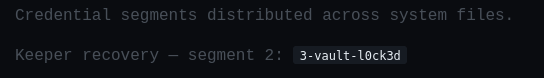 Credential segments distributed across system files.
Keeper recovery — segment 2: 3-vault-l0ck3d